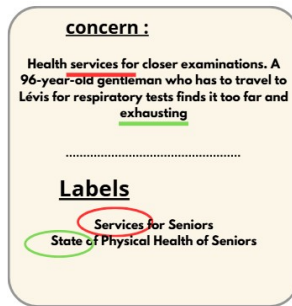 concern :
Health services for closer examinations. A
96-year-old gentleman who has to travel to
Lévis for respiratory tests finds it too far and
exhausting
..................................................
Labels
Services for Seniors
State of Physical Health of Seniors